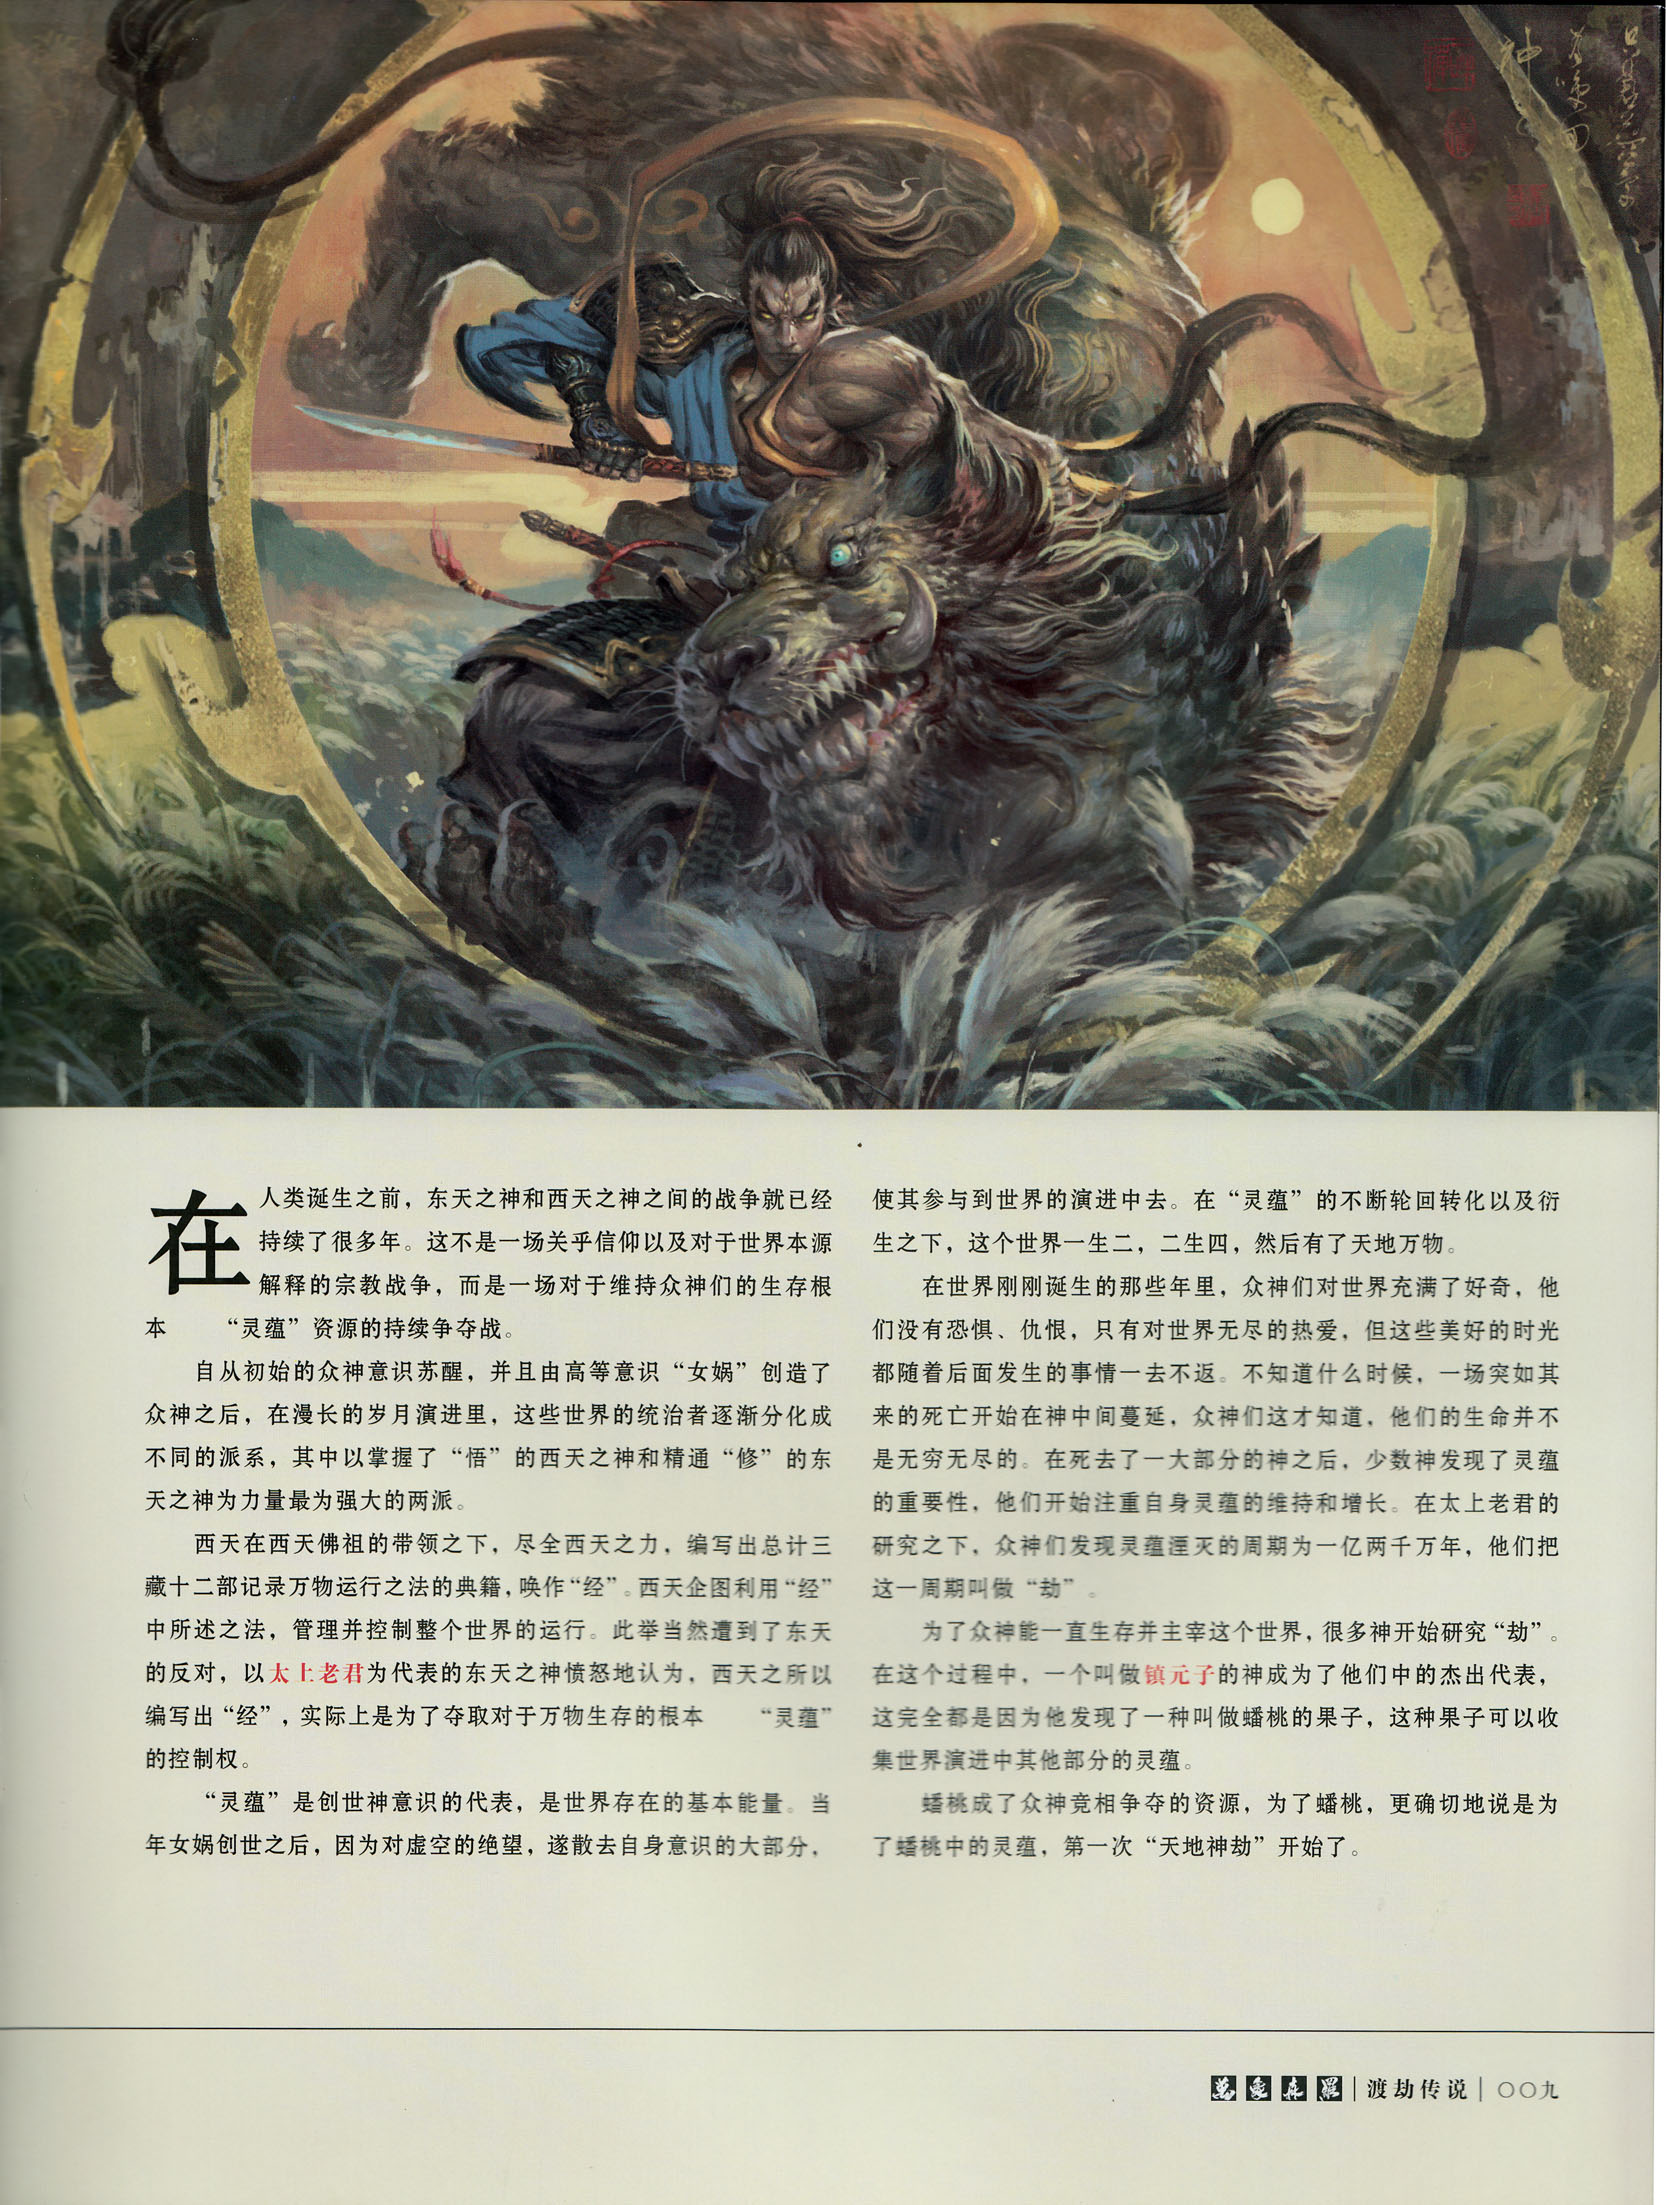 在
人类诞生之前，东天之神和西天之神之间的战争就已经
持续了很多年。这不是一场关乎信仰以及对于世界本源
解释的宗教战争，而是一场对于维持众神们的生存根
本　　“灵蕴”资源的持续争夺战。
自从初始的众神意识苏醒，并且由高等意识“女娲”创造了
众神之后，在漫长的岁月演进里，这些世界的统治者逐渐分化成
不同的派系，其中以掌握了“悟”的西天之神和精通“修”的东
天之神为力量最为强大的两派。
西天在西天佛祖的带领之下，尽全西天之力，编写出总计三
藏十二部记录万物运行之法的典籍，唤作“经”。西天企图利用“经”
中所述之法，管理并控制整个世界的运行。此举当然遭到了东天
的反对，以太上老君为代表的东天之神愤怒地认为，西天之所以
编写出“经”，实际上是为了夺取对于万物生存的根本　　“灵蕴”
的控制权。
“灵蕴”是创世神意识的代表，是世界存在的基本能量。当
年女娲创世之后，因为对虚空的绝望，遂散去自身意识的大部分，
使其参与到世界的演进中去。在“灵蕴”的不断轮回转化以及衍
生之下，这个世界一生二，二生四，然后有了天地万物。
在世界刚刚诞生的那些年里，众神们对世界充满了好奇，他
们没有恐惧、仇恨，只有对世界无尽的热爱，但这些美好的时光
都随着后面发生的事情一去不返。不知道什么时候，一场突如其
来的死亡开始在神中间蔓延，众神们这才知道，他们的生命并不
是无穷无尽的。在死去了一大部分的神之后，少数神发现了灵蕴
的重要性，他们开始注重自身灵蕴的维持和增长。在太上老君的
研究之下，众神们发现灵蕴湮灭的周期为一亿两千万年，他们把
这一周期叫做“劫”。
为了众神能一直生存并主宰这个世界，很多神开始研究“劫”。
在这个过程中，一个叫做镇元子的神成为了他们中的杰出代表，
这完全都是因为他发现了一种叫做蟠桃的果子，这种果子可以收
集世界演进中其他部分的灵蕴。
蟠桃成了众神竞相争夺的资源，为了蟠桃，更确切地说是为
了蟠桃中的灵蕴，第一次“天地神劫”开始了。
萬象森羅｜渡劫传说｜〇〇九